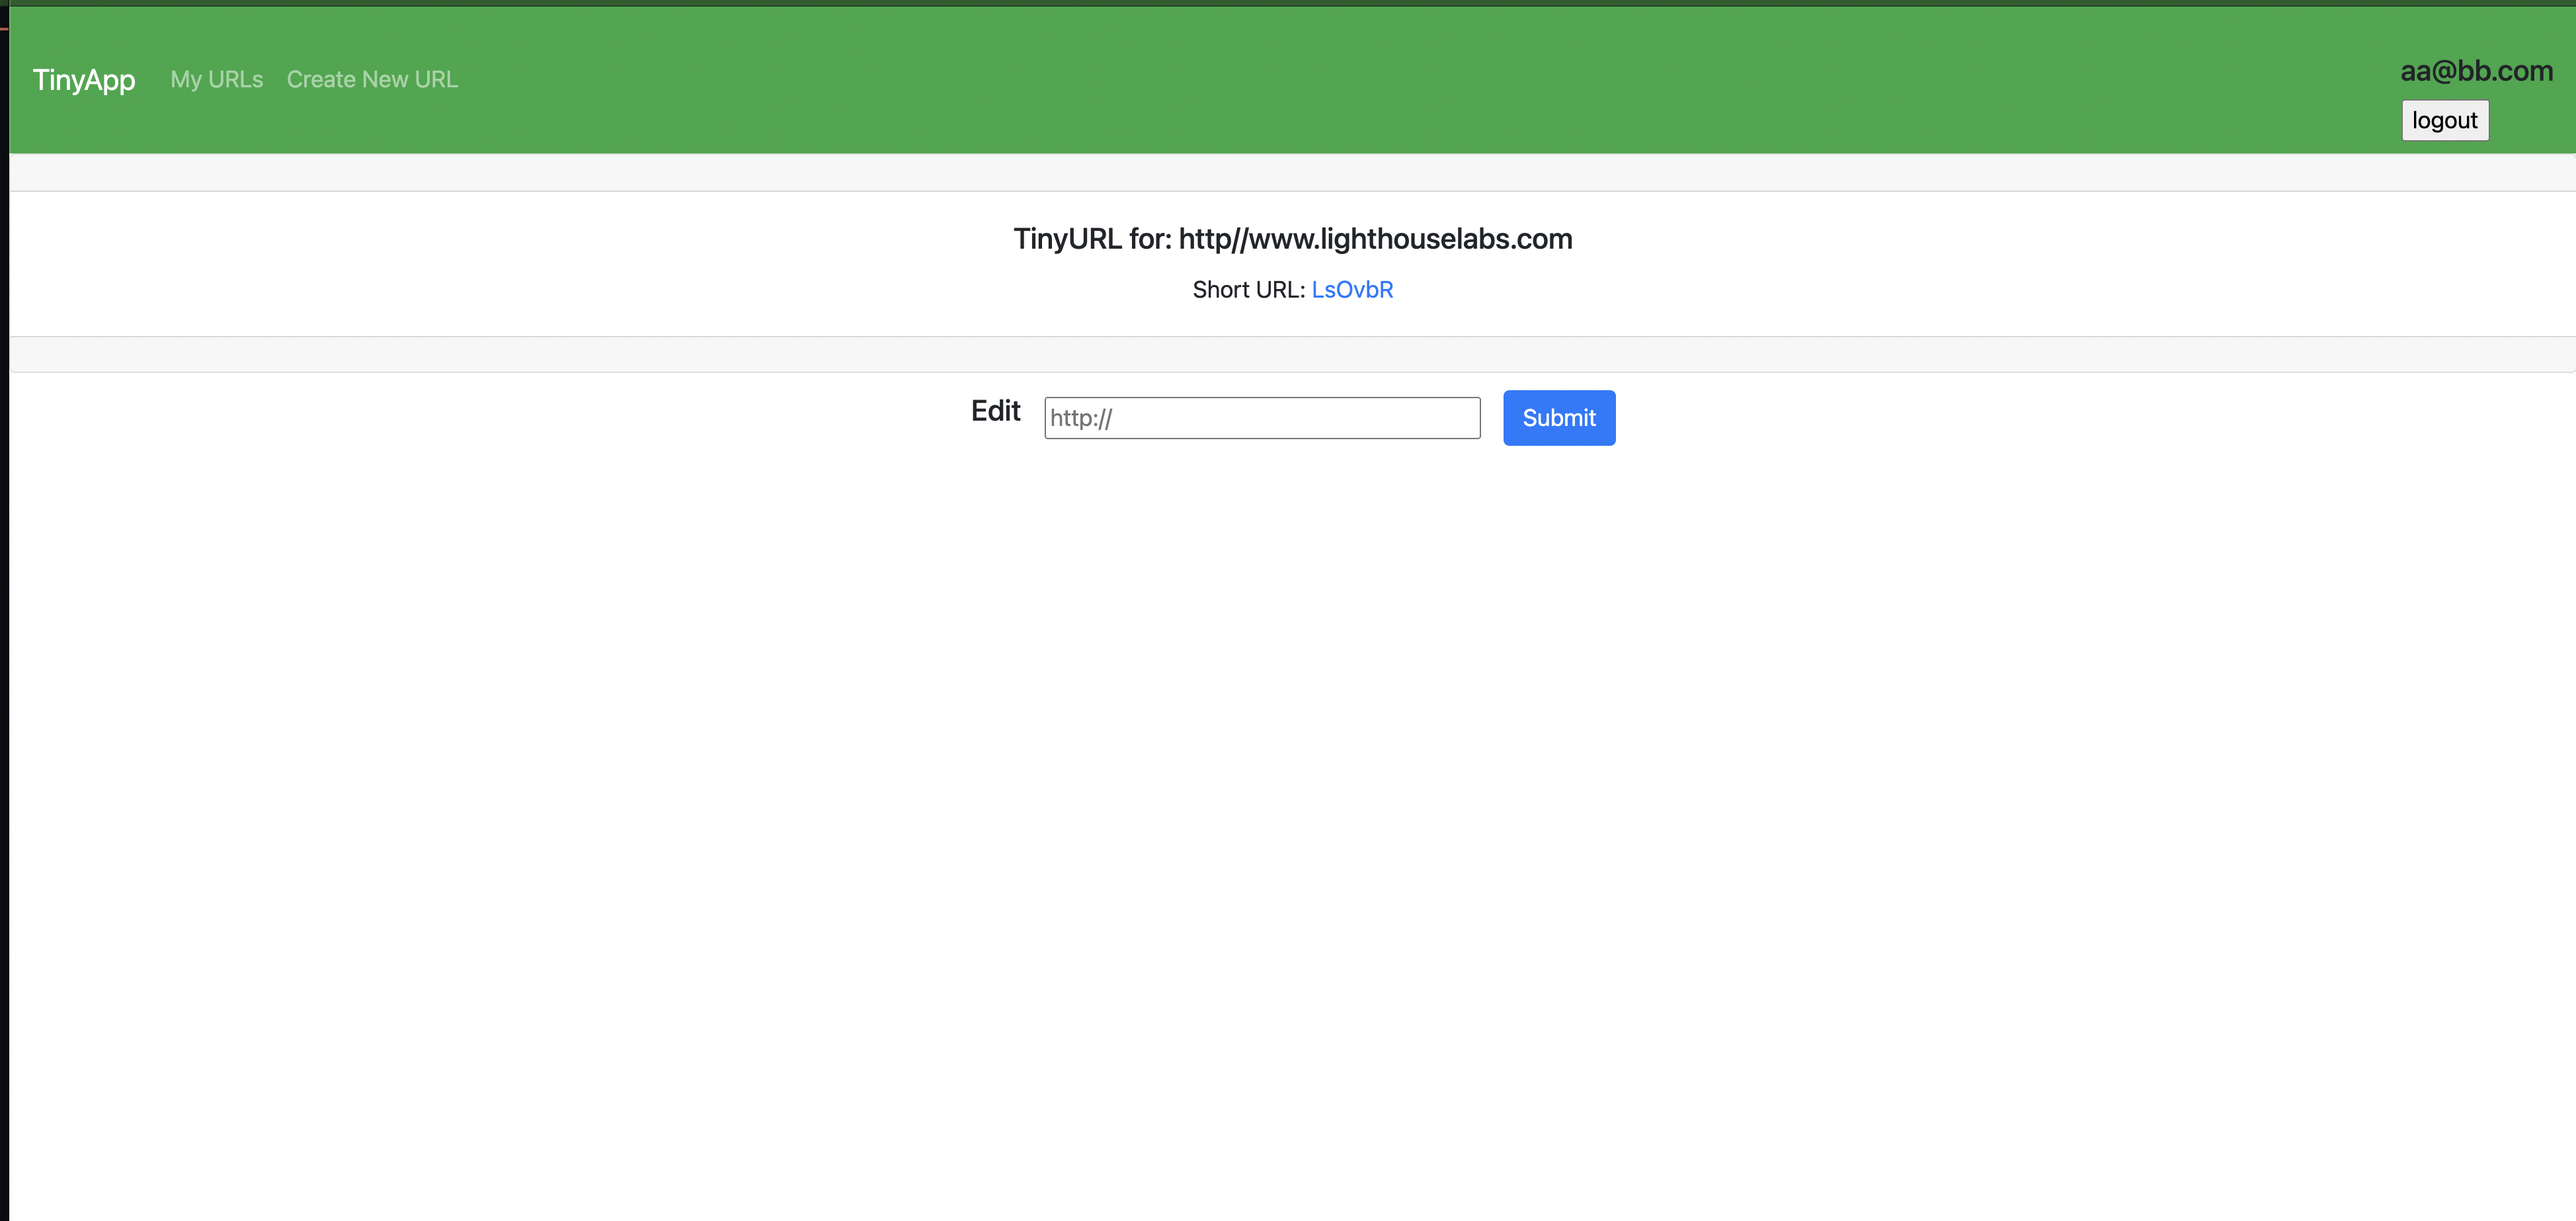 TinyApp My URLs Create New URL
aa@bb.com
logout
TinyURL for: http//www.lighthouselabs.com
Short URL: LsOvbR
Edit http:// Submit